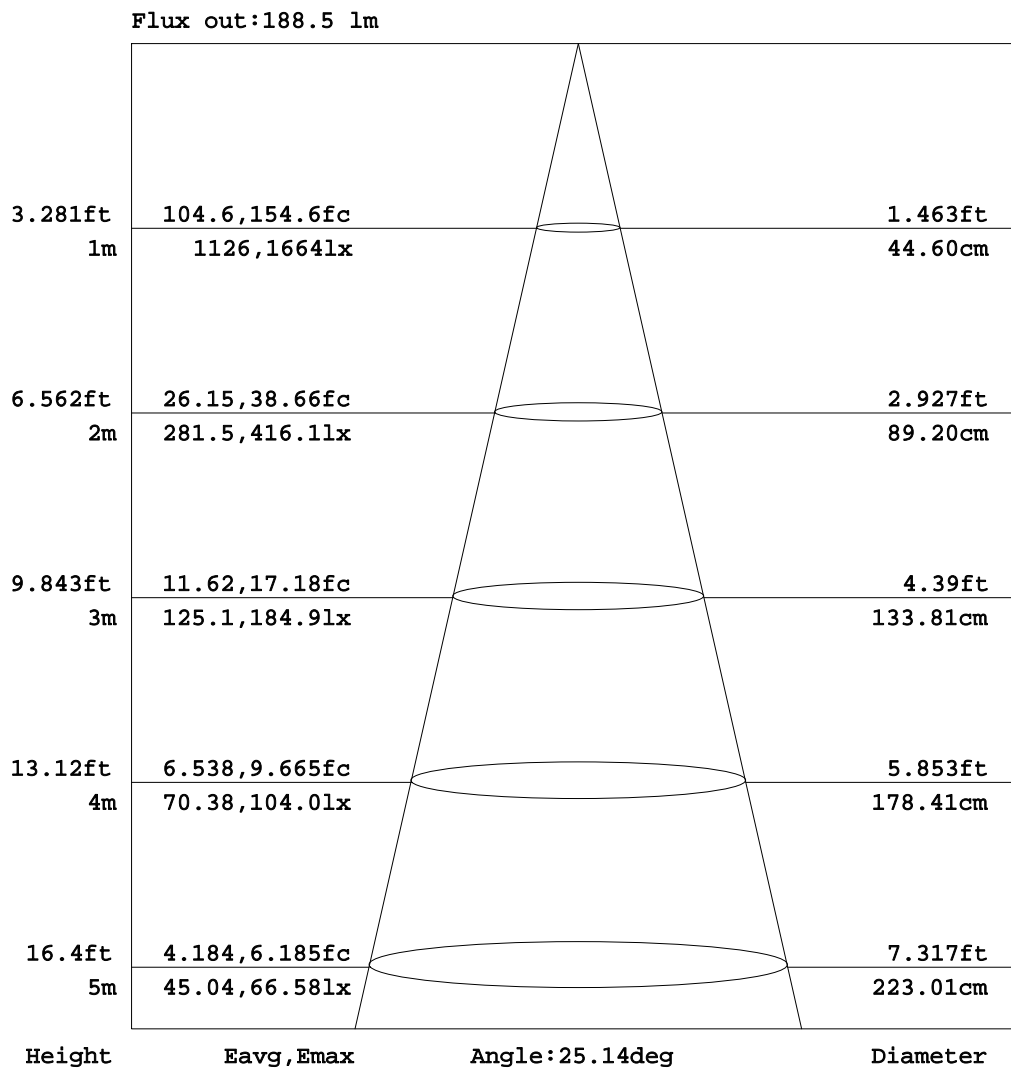 Flux out:188.5 lm
3.281ft 104.6,154.6fc 1.463ft
1m 1126,1664lx 44.60cm
6.562ft 26.15,38.66fc 2.927ft
2m 281.5,416.1lx 89.20cm
9.843ft 11.62,17.18fc 4.39ft
3m 125.1,184.9lx 133.81cm
13.12ft 6.538,9.665fc 5.853ft
4m 70.38,104.0lx 178.41cm
16.4ft 4.184,6.185fc 7.317ft
5m 45.04,66.58lx 223.01cm
Height Eavg,Emax Angle:25.14deg Diameter